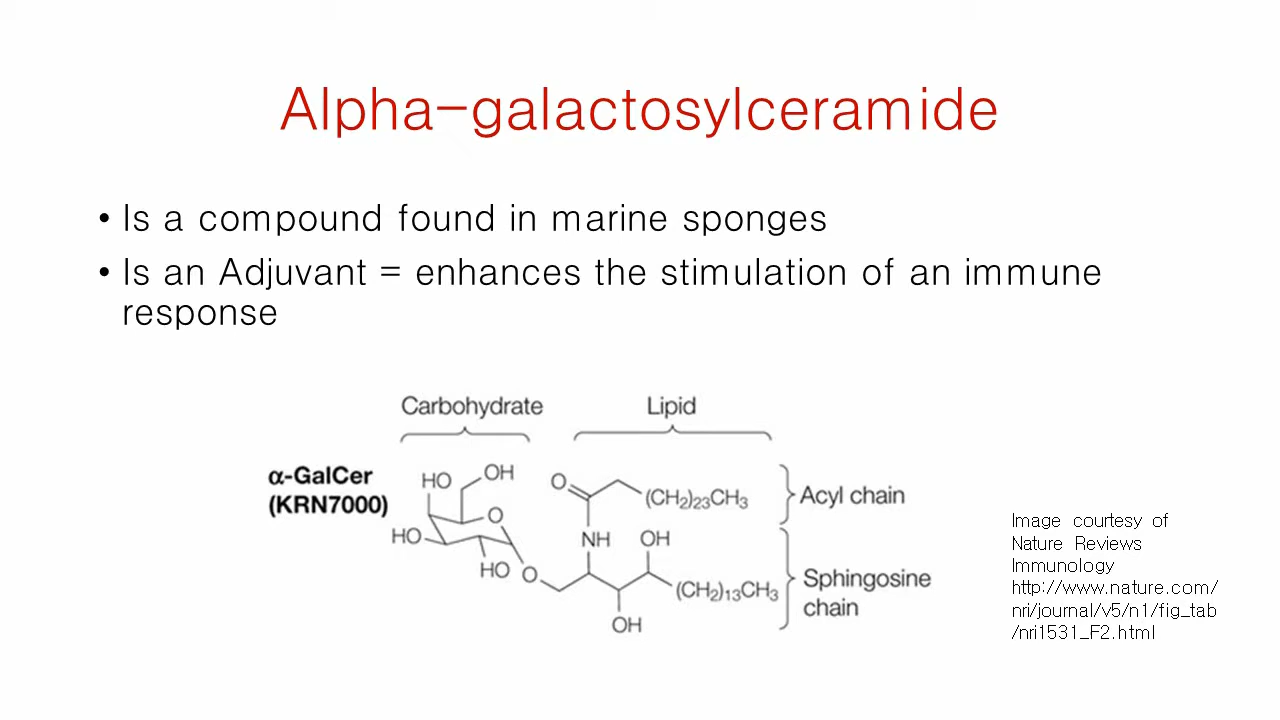 Alpha-galactosylceramide
• Is a compound found in marine sponges
• Is an Adjuvant = enhances the stimulation of an immune
response
Carbohydrate
Lipid
α-GalCer
(KRN7000)
HO
OH
O
HO
HO
O
O
(CH₂)₂₃CH₃
NH
OH
(CH₂)₁₃CH₃
OH
Acyl chain
Sphingosine
chain
Image courtesy of
Nature Reviews
Immunology
http://www.nature.com/
nri/journal/v5/n1/fig_tab
/nri1531_F2.html